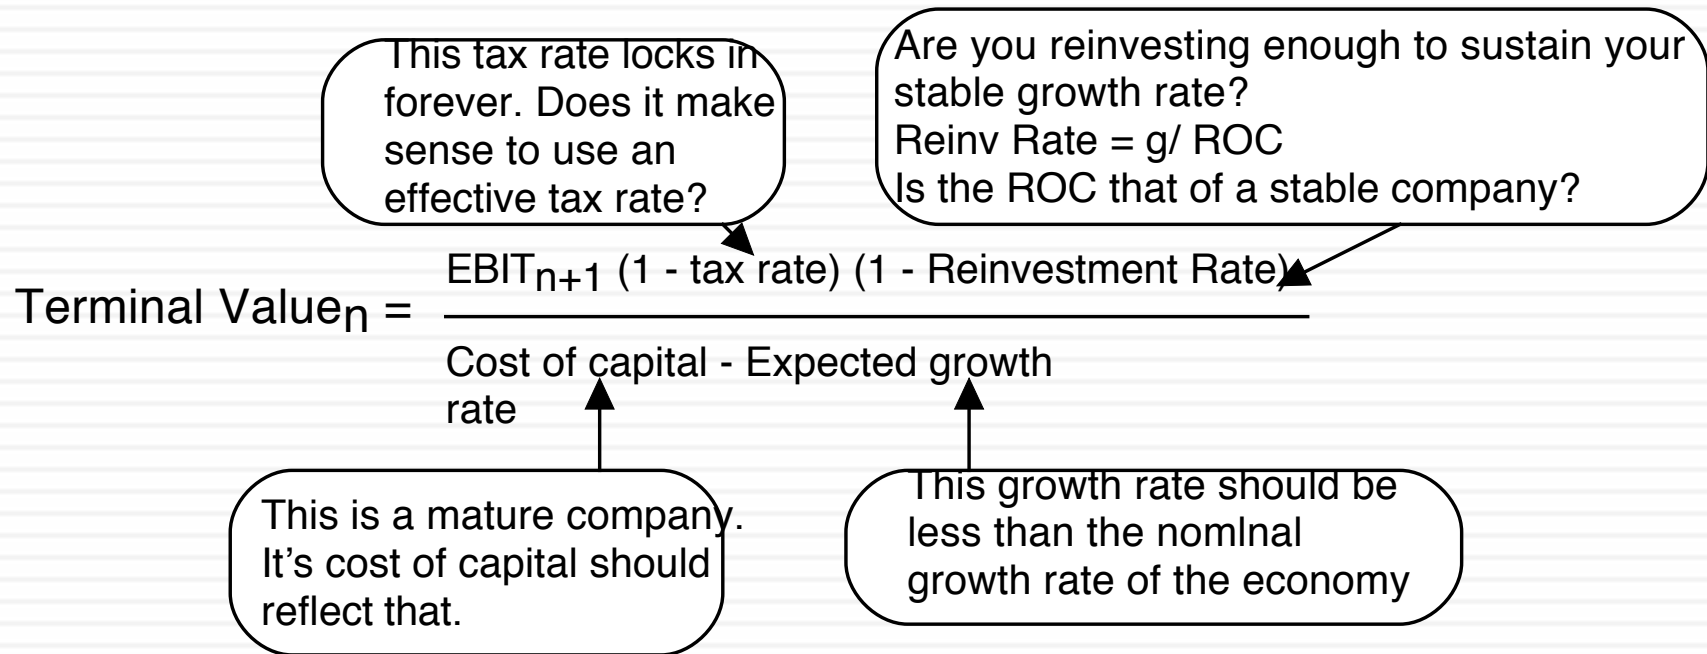 This tax rate locks in
forever. Does it make
sense to use an
effective tax rate?
Are you reinvesting enough to sustain your
stable growth rate?
Reinv Rate = g/ ROC
Is the ROC that of a stable company?
Terminal Valuen =
EBITn+1 (1 - tax rate) (1 - Reinvestment Rate)
Cost of capital - Expected growth
rate
This is a mature company.
It’s cost of capital should
reflect that.
This growth rate should be
less than the nomlnal
growth rate of the economy